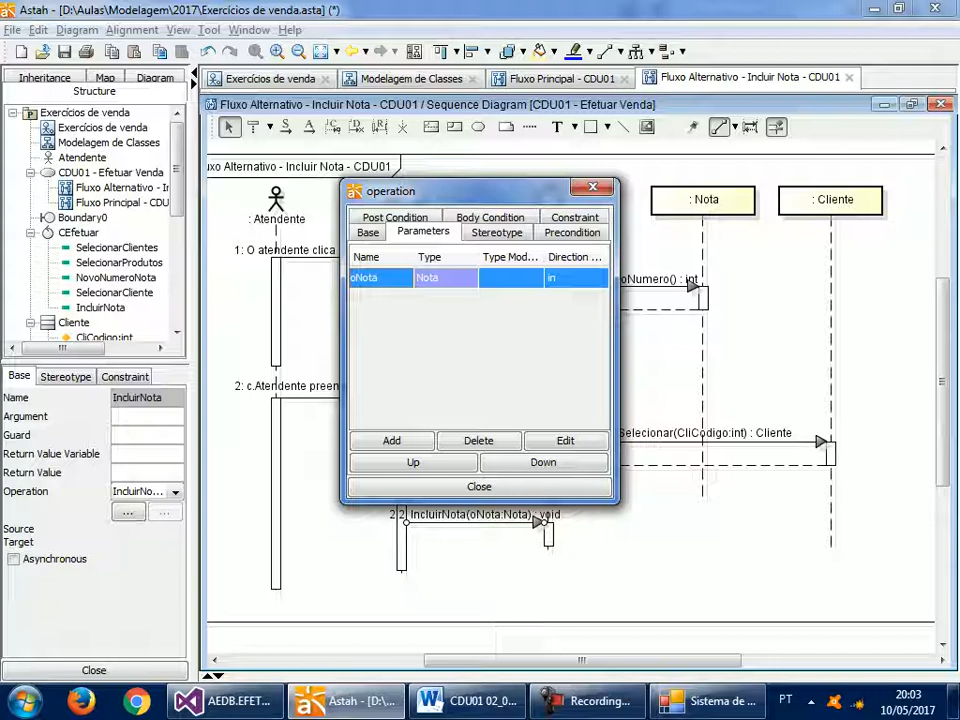 Astah - [D:\Aulas\Modelagem\2017\Exercícios de venda.asta] (*)
File Edit Diagram Alignment View Tool Window Help
Inheritance Map Diagram
Structure
Exercícios de venda
Exercícios de venda
Modelagem de Classes
Atendente
CDU01 - Efetuar Venda
Fluxo Alternativo - Ir
Fluxo Principal - CDU
Boundary0
CEfetuar
SelecionarClientes
SelecionarProdutos
NovoNumeroNota
SelecionarCliente
IncluirNota
Cliente
CliCodigo:int
Base Stereotype Constraint
Name IncluirNota
Argument
Guard
Return Value Variable
Return Value
Operation IncluirNo...
... ...
Source
Target
Asynchronous
Close
Exercícios de venda Modelagem de Classes Fluxo Principal - CDU01 Fluxo Alternativo - Incluir Nota - CDU01
Fluxo Alternativo - Incluir Nota - CDU01 / Sequence Diagram [CDU01 - Efetuar Venda]
uxo Alternativo - Incluir Nota - CDU01
: Atendente
: Nota
: Cliente
1: O atendente clica
oNumero() : int
2: c.Atendente preen
Selecionar(CliCodigo:int) : Cliente
IncluirNota(oNota:Nota) : void
operation
Post Condition Body Condition Constraint
Base Parameters Stereotype Precondition
Name Type Type Mod... Direction ...
oNota Nota in
Add Delete Edit
Up Down
Close
AEDB.EFET... Astah - [D:\... CDU01 02_0... Recording... Sistema de ... PT 20:03
10/05/2017